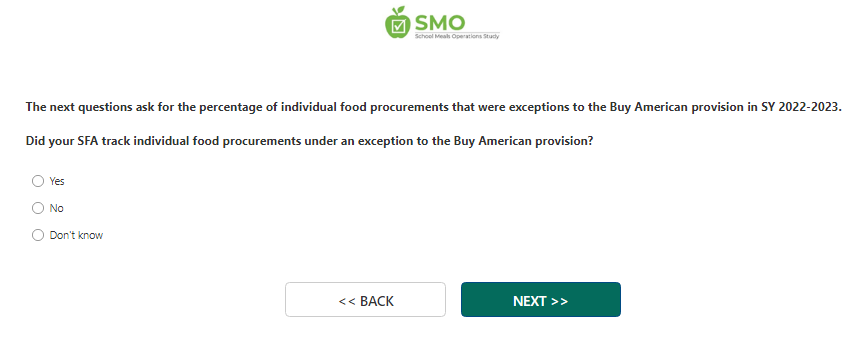 SMO
School Meals Operations Study
The next questions ask for the percentage of individual food procurements that were exceptions to the Buy American provision in SY 2022-2023.
Did your SFA track individual food procurements under an exception to the Buy American provision?
Yes
No
Don't know
<< BACK
NEXT >>